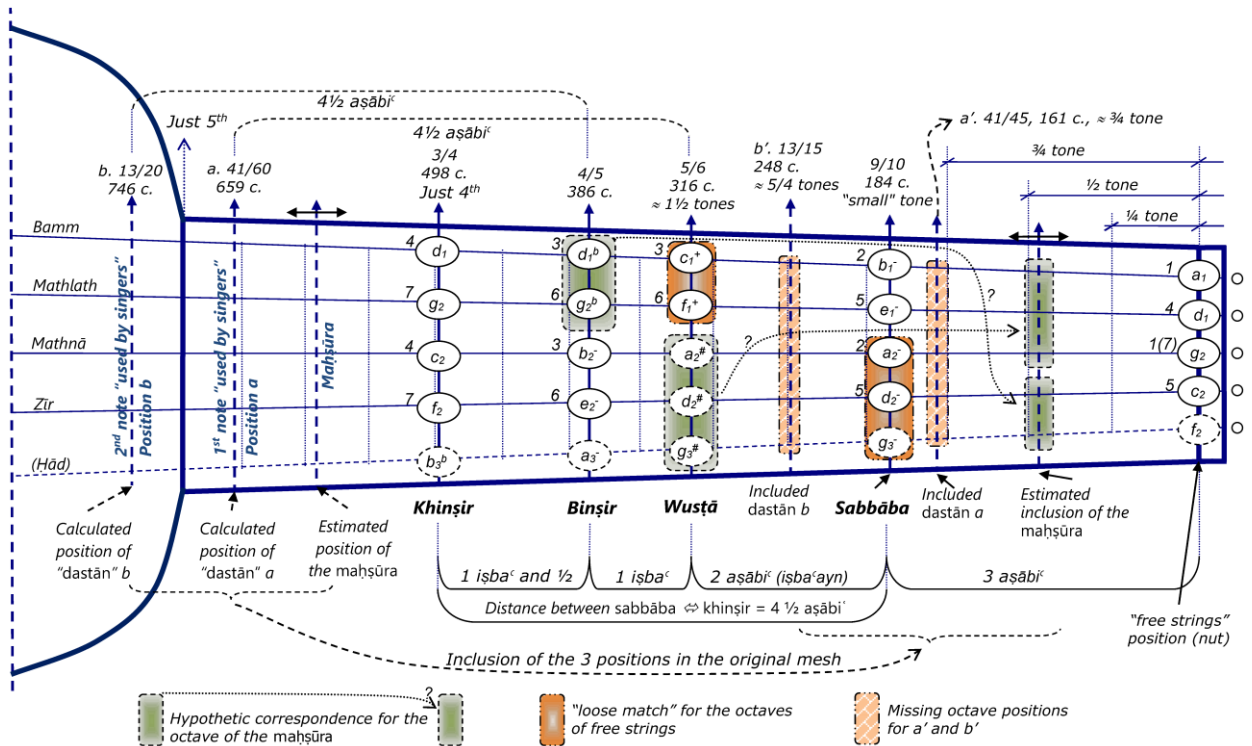 4½ aṣābiʿ
Just 5th
4½ aṣābiʿ
a'. 41/45, 161 c., ≈ ¾ tone
b. 13/20
746 c.
a. 41/60
659 c.
3/4
498 c.
Just 4th
4/5
386 c.
5/6
316 c.
≈ 1½ tones
b'. 13/15
248 c.
≈ 5/4 tones
9/10
184 c.
"small" tone
¾ tone
½ tone
¼ tone
Bamm
4 d₁
3 d₁ᵇ
3 c₁⁺
2 b₁⁻
1 a₁
Mathlath
7 g₂
6 g₂ᵇ
6 f₁⁺
5 e₁⁻
4 d₁
Mathnā
4 c₂
3 b₂⁻
a₂#
2 a₂⁻
1(7) g₂
Zīr
7 f₂
6 e₂⁻
d₂#
5 d₂⁻
5 c₂
(Ḥād)
b₃ᵇ
a₃⁻
g₃#
g₃⁻
f₂
?
?
2nd note "used by singers"
Position b
1st note "used by singers"
Position a
Maḥsūra
Calculated
position of
"dastān" b
Calculated
position of
"dastān" a
Estimated
position of
the maḥsūra
Khinṣir
Binṣir
Wusṭā
Included
dastān b
Sabbāba
Included
dastān a
Estimated
inclusion of the
maḥsūra
1 iṣbaʿ and ½
1 iṣbaʿ
2 aṣābiʿ (iṣbaʿayn)
3 aṣābiʿ
Distance between sabbāba ⇔ khinṣir = 4 ½ aṣābiʿ
"free strings"
position (nut)
Inclusion of the 3 positions in the original mesh
?
Hypothetic correspondence for the
octave of the maḥsūra
"loose match" for the octaves
of free strings
Missing octave positions
for a' and b'